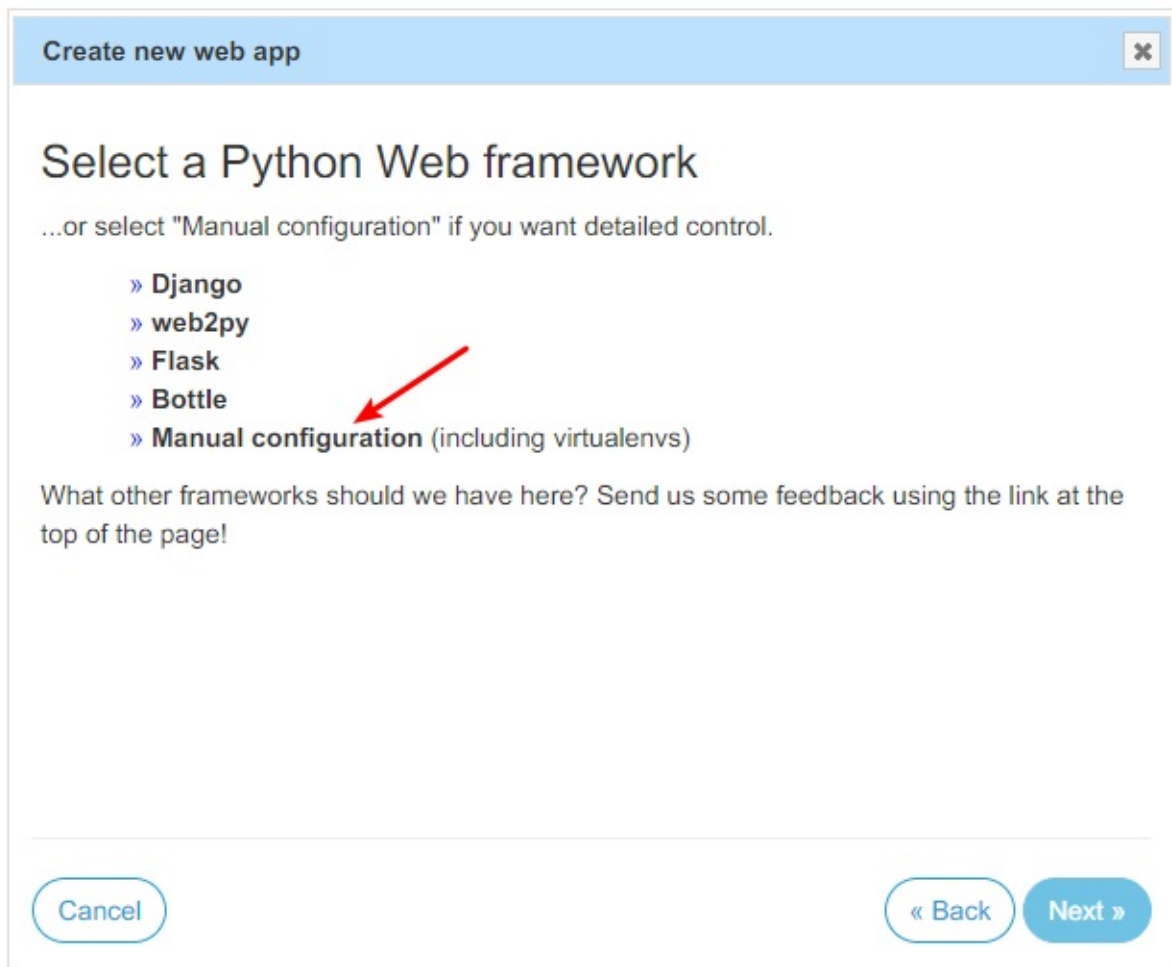 Create new web app
Select a Python Web framework
...or select "Manual configuration" if you want detailed control.
» Django
» web2py
» Flask
» Bottle
» Manual configuration (including virtualenvs)
What other frameworks should we have here? Send us some feedback using the link at the
top of the page!
Cancel
« Back
Next »